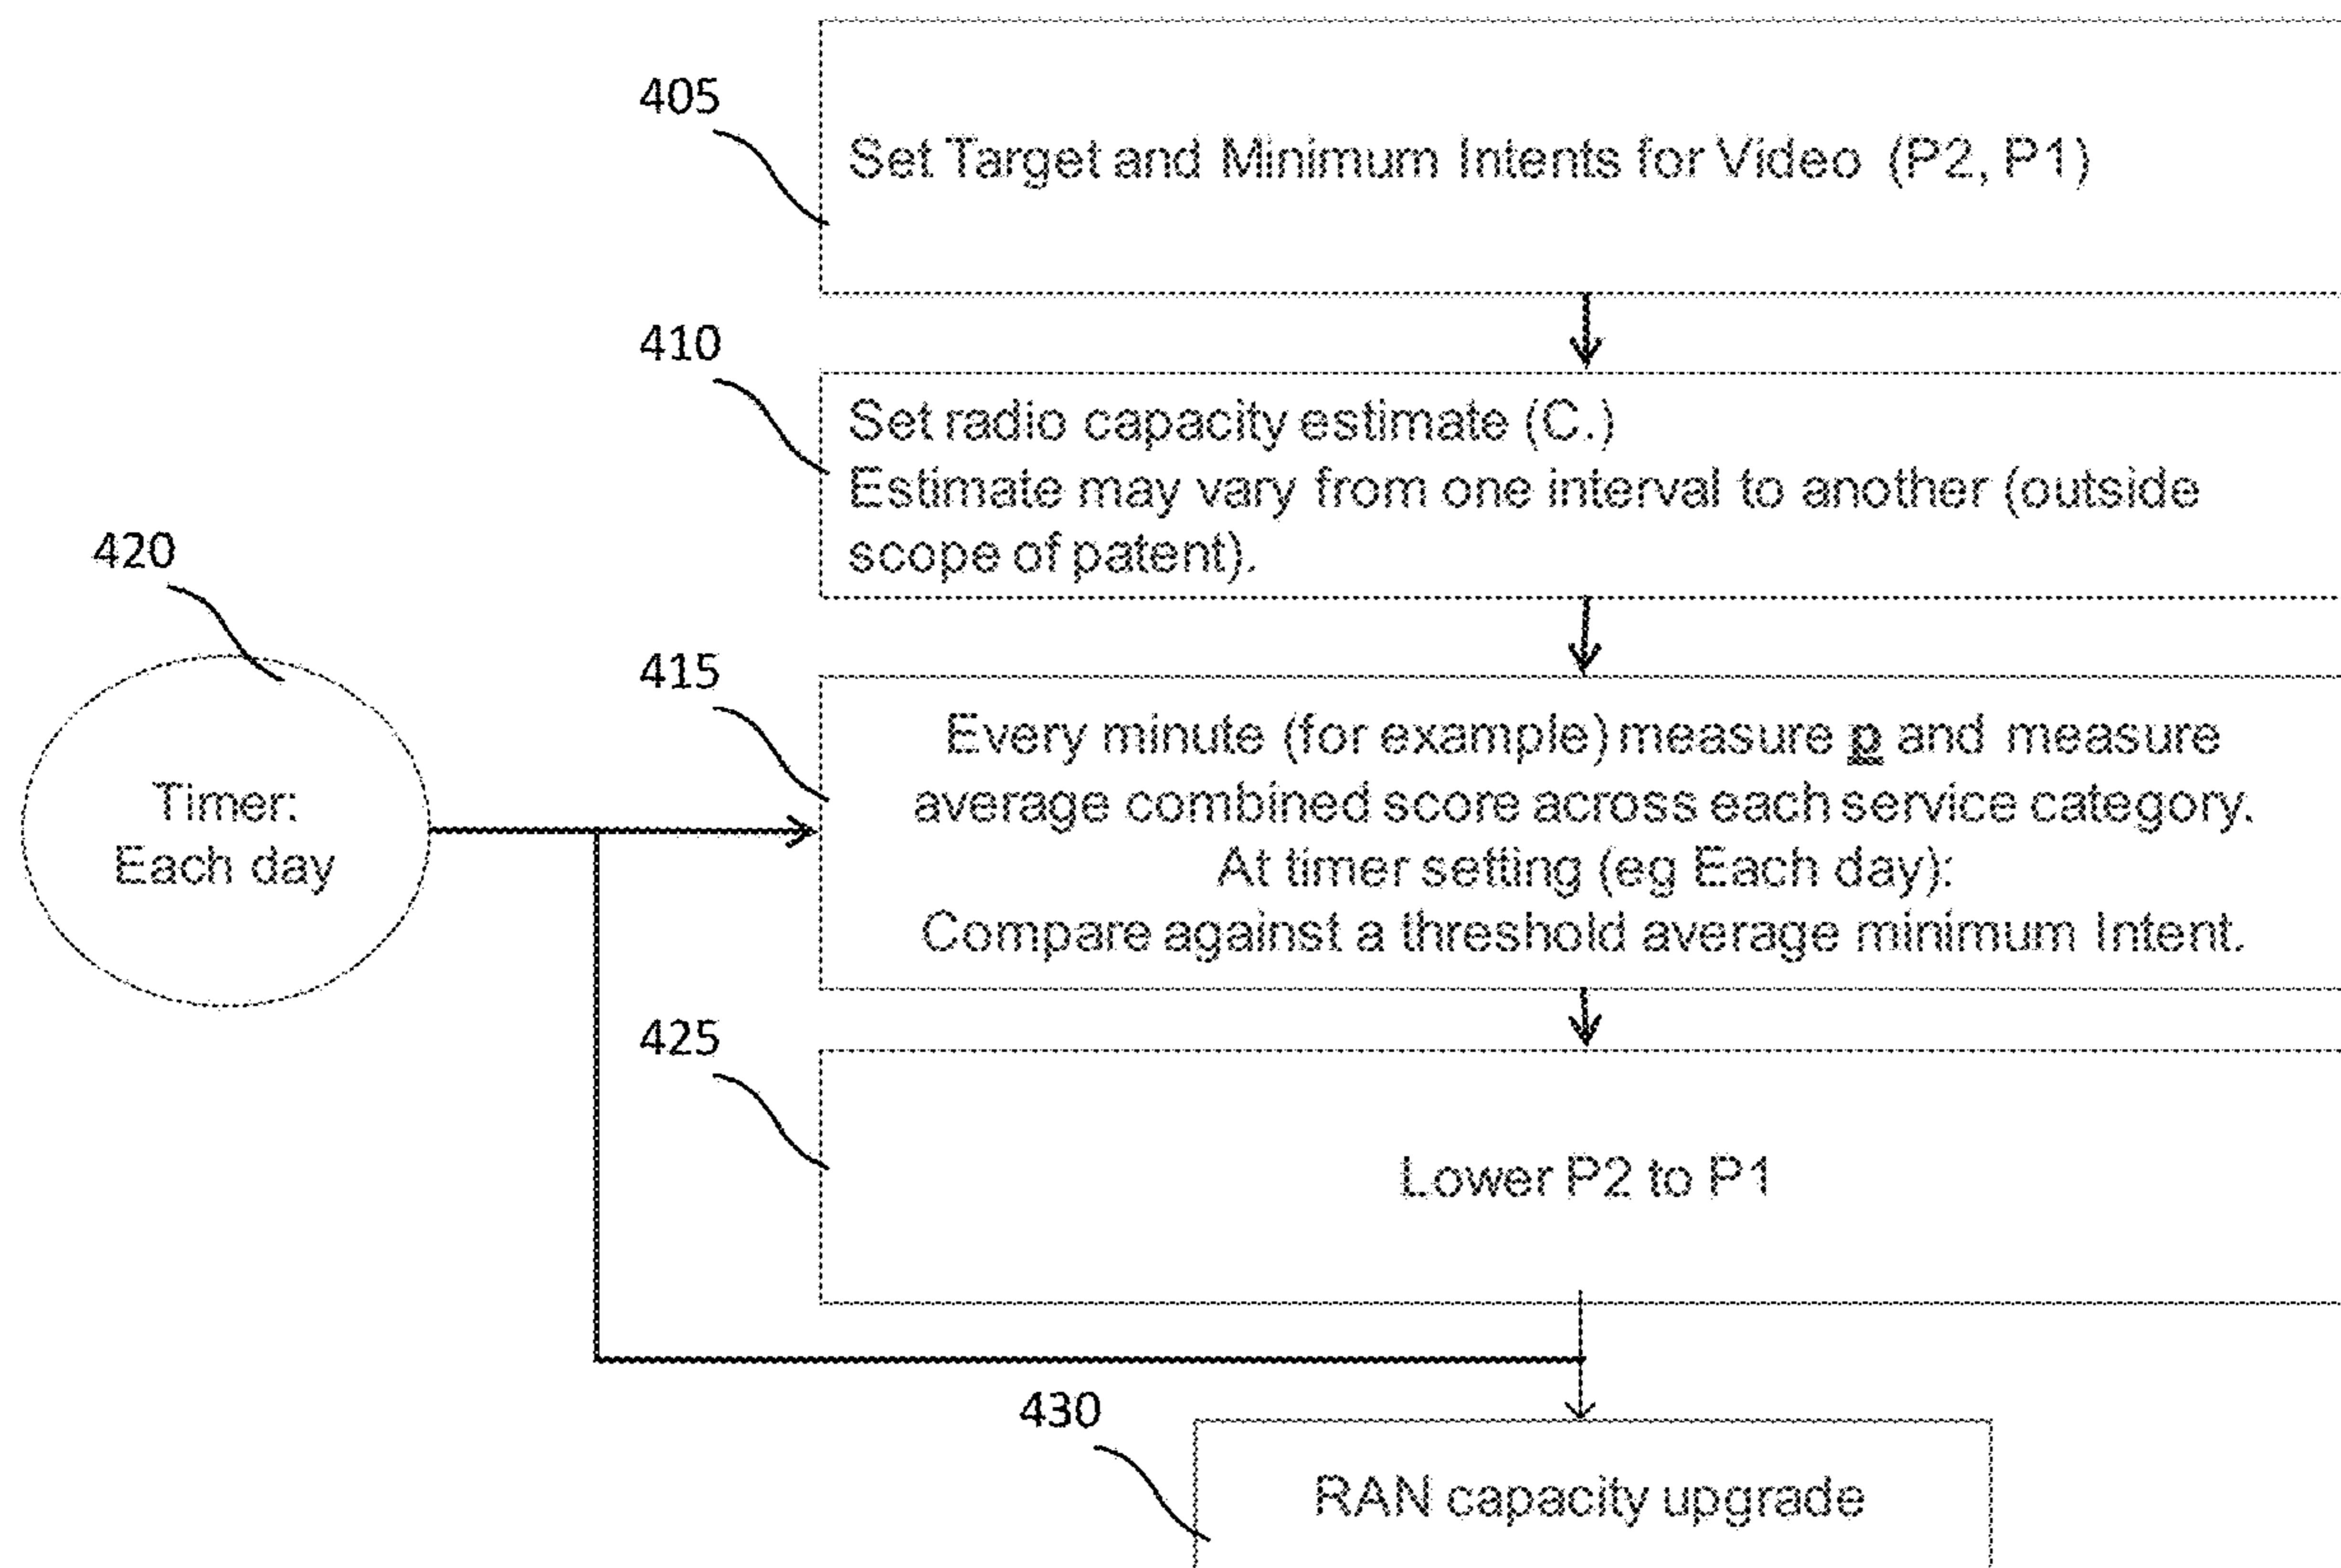 405
Set Target and Minimum Intents for Video (P2, P1)
410
Set radio capacity estimate (C.)
Estimate may vary from one interval to another (outside
scope of patent).
420
Timer:
Each day
415
Every minute (for example) measure p and measure
average combined score across each service category.
At timer setting (eg Each day):
Compare against a threshold average minimum Intent.
425
Lower P2 to P1
430
RAN capacity upgrade